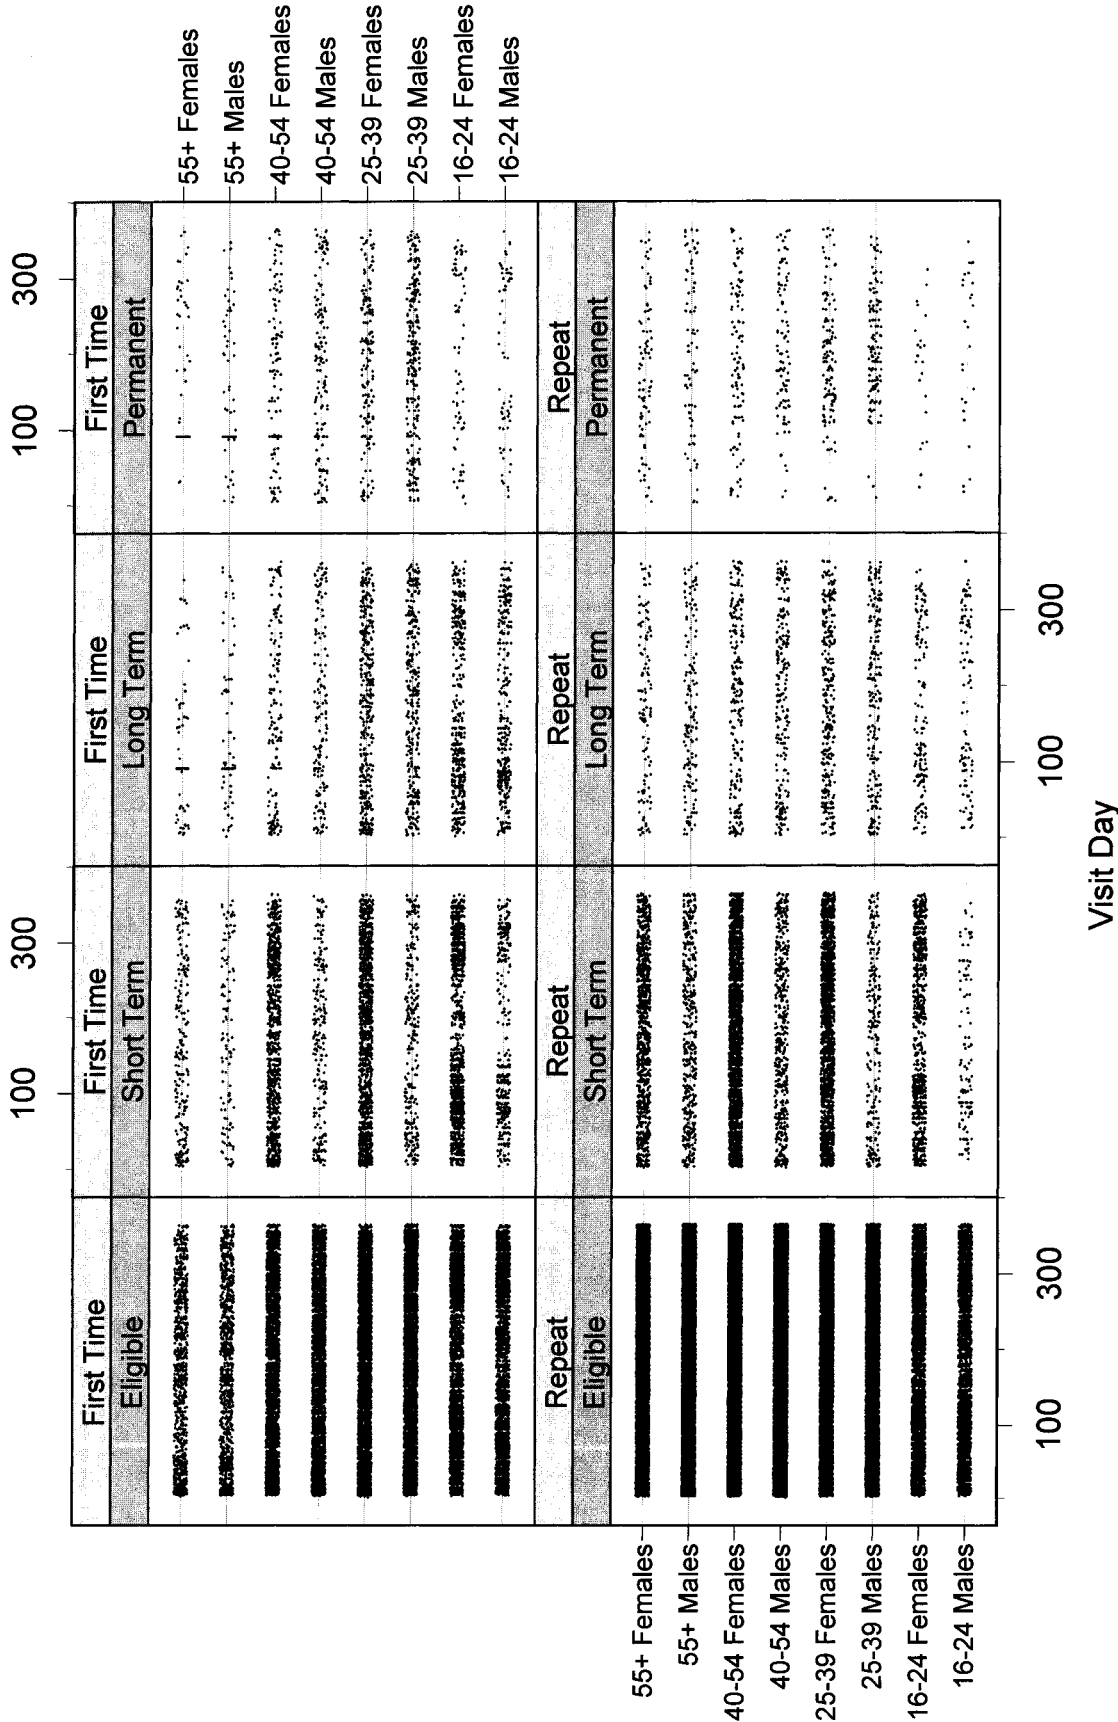 100 300 100 300
First Time First Time First Time First Time
Eligible Short Term Long Term Permanent
55+ Females
55+ Males
40-54 Females
40-54 Males
25-39 Females
25-39 Males
16-24 Females
16-24 Males
Repeat Repeat Repeat Repeat
Eligible Short Term Long Term Permanent
55+ Females
55+ Males
40-54 Females
40-54 Males
25-39 Females
25-39 Males
16-24 Females
16-24 Males
100 300 100 300
Visit Day